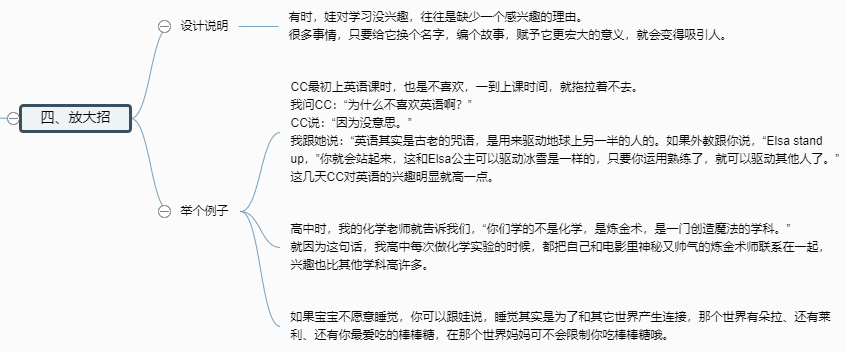 设计说明
有时，娃对学习没兴趣，往往是缺少一个感兴趣的理由。
很多事情，只要给它换个名字，编个故事，赋予它更宏大的意义，就会变得吸引人。
四、放大招
举个例子
CC最初上英语课时，也是不喜欢，一到上课时间，就拖拉着不去。
我问CC：“为什么不喜欢英语啊？”
CC说：“因为没意思。”
我跟她说：“英语其实是古老的咒语，是用来驱动地球上另一半的人的。如果外教跟你说，“Elsa stand
up，”你就会站起来，这和Elsa公主可以驱动冰雪是一样的，只要你运用熟练了，就可以驱动其他人了。”
这几天CC对英语的兴趣明显就高一点。
高中时，我的化学老师就告诉我们，“你们学的不是化学，是炼金术，是一门创造魔法的学科。”
就因为这句话，我高中每次做化学实验的时候，都把自己和电影里神秘又帅气的炼金术师联系在一起，
兴趣也比其他学科高许多。
如果宝宝不愿意睡觉，你可以跟娃说，睡觉其实是为了和其它世界产生连接，那个世界有朵拉、还有莱
利、还有你最爱吃的棒棒糖，在那个世界妈妈可不会限制你吃棒棒糖哦。